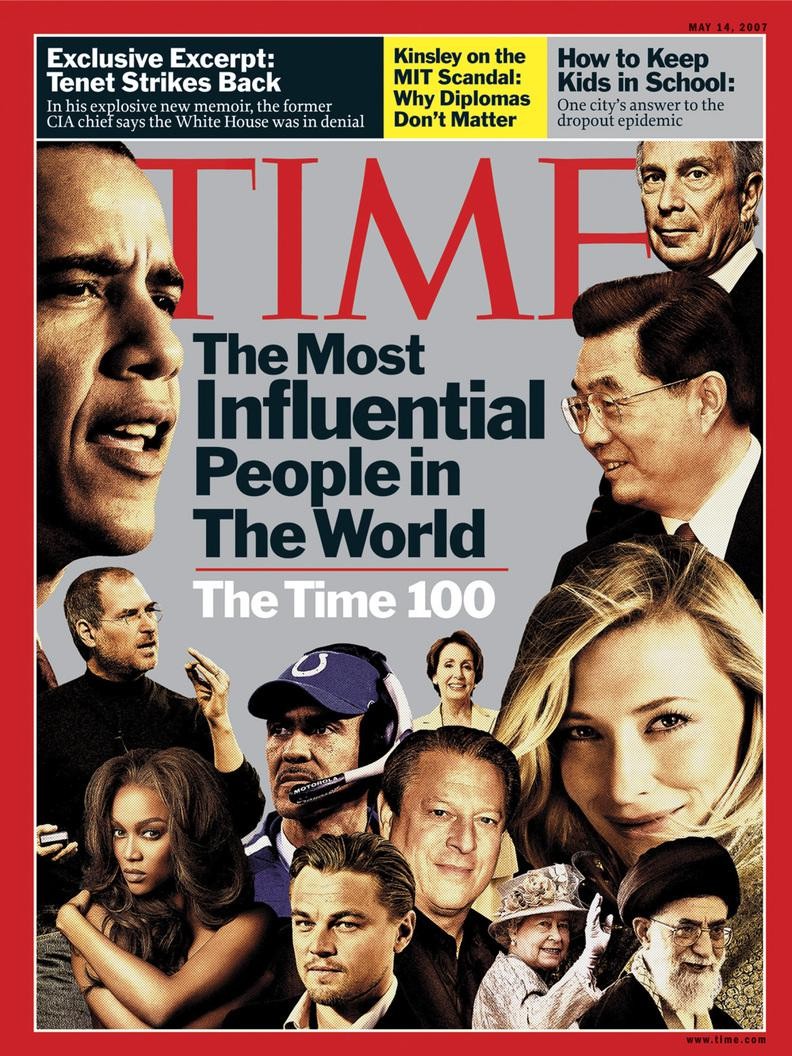 MAY 14, 2007
Exclusive Excerpt:
Tenet Strikes Back
In his explosive new memoir, the former
CIA chief says the White House was in denial
Kinsley on the
MIT Scandal:
Why Diplomas
Don't Matter
How to Keep
Kids in School:
One city's answer to the
dropout epidemic
TIME
The Most
Influential
People in
The World
The Time 100
MOTOROLA
www.time.com